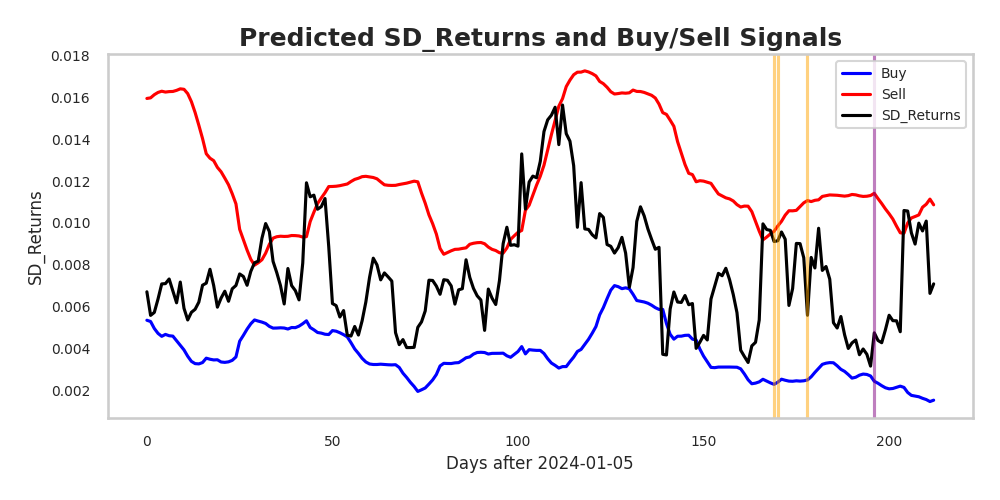 Predicted SD_Returns and Buy/Sell Signals
0.018
0.016
0.014
0.012
0.010
0.008
0.006
0.004
0.002
SD_Returns
Buy
Sell
SD_Returns
0 50 100 150 200
Days after 2024-01-05